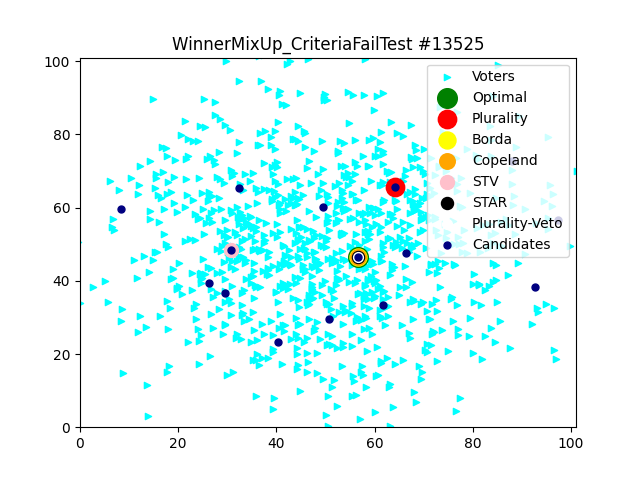 WinnerMixUp_CriteriaFailTest #13525
100
80
60
40
20
0
0
20
40
60
80
100
Voters
Optimal
Plurality
Borda
Copeland
STV
STAR
Plurality-Veto
Candidates